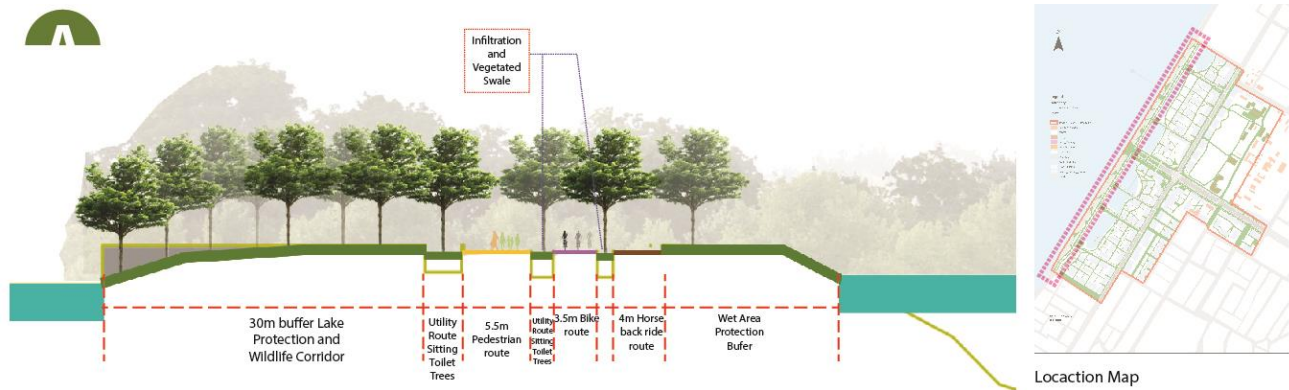 A
Infiltration
and
Vegetated
Swale
30m buffer Lake
Protection and
Wildlife Corridor
Utility
Route
Sitting
Toilet
Trees
5.5m
Pedestrian
route
Utility
Route
Sitting
Toilet
Trees
3.5m Bike
route
4m Horse
back ride
route
Wet Area
Protection
Bufer
Locaction Map